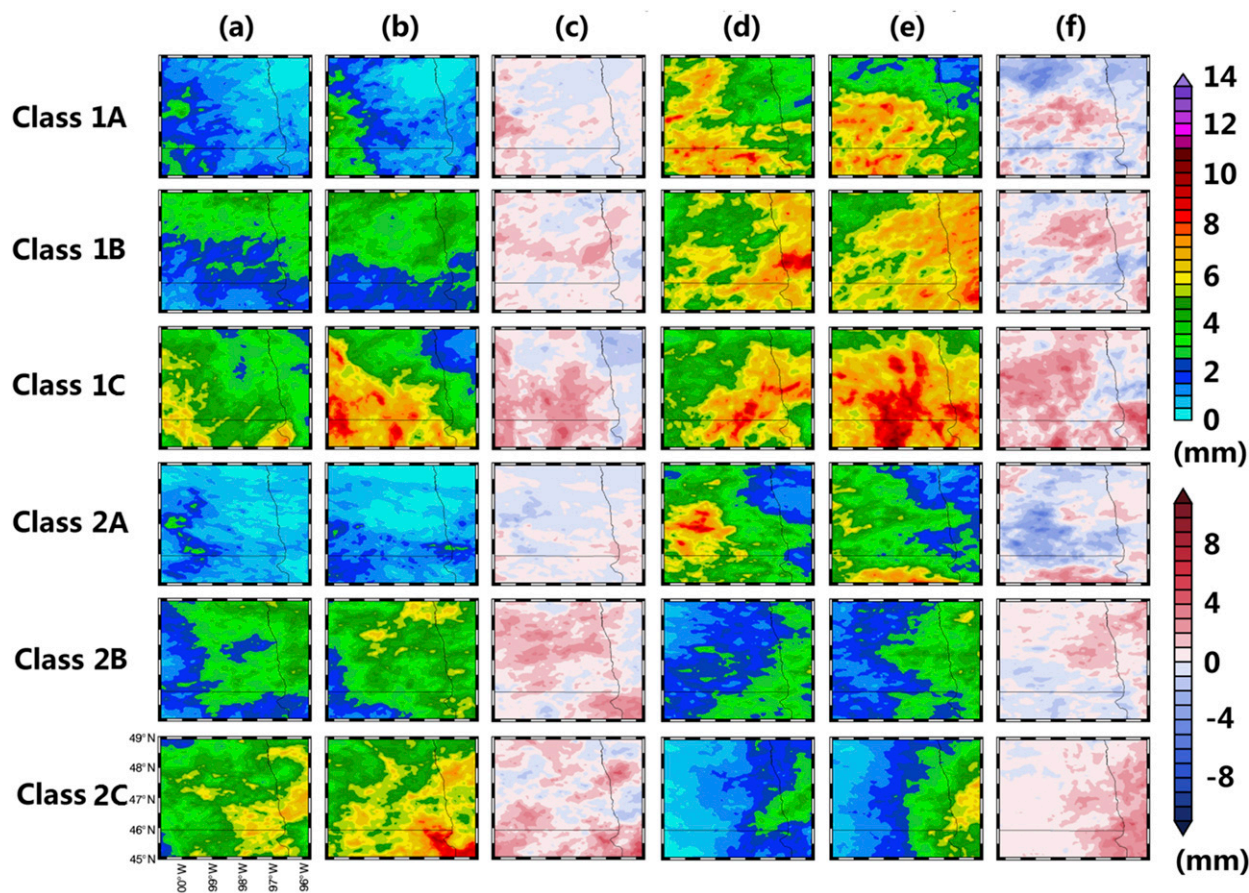 (a) (b) (c) (d) (e) (f)
Class 1A
Class 1B
Class 1C
Class 2A
Class 2B
Class 2C
14
12
10
8
6
4
2
0
(mm)
8
4
0
-4
-8
(mm)
49° N
48° N
47° N
46° N
45° N
00° W 99° W 98° W 97° W 96° W